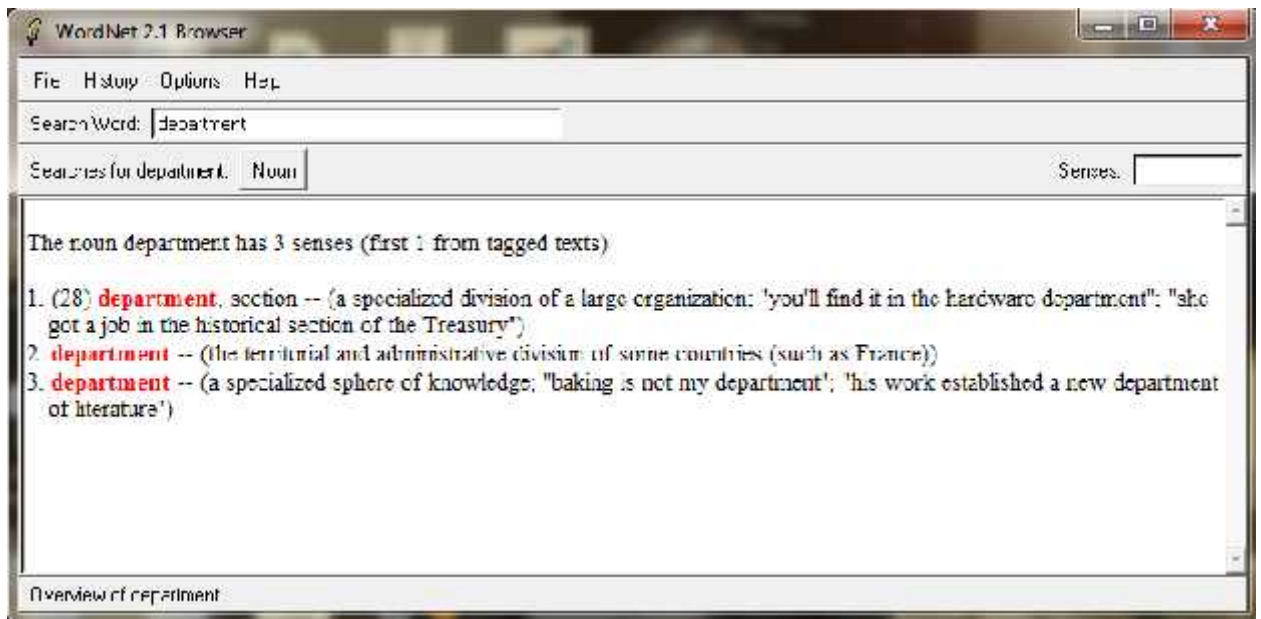 WordNet 2.1 Browser
File History Options Help
Search Word: department
Searches for department: Noun Senses:
The noun department has 3 senses (first 1 from tagged texts)
1. (28) department, section -- (a specialized division of a large organization; "you'll find it in the hardware department"; "she
got a job in the historical section of the Treasury")
2. department -- (the territorial and administrative division of some countries (such as France))
3. department -- (a specialized sphere of knowledge; "baking is not my department"; "his work established a new department
of literature")
Overview of department